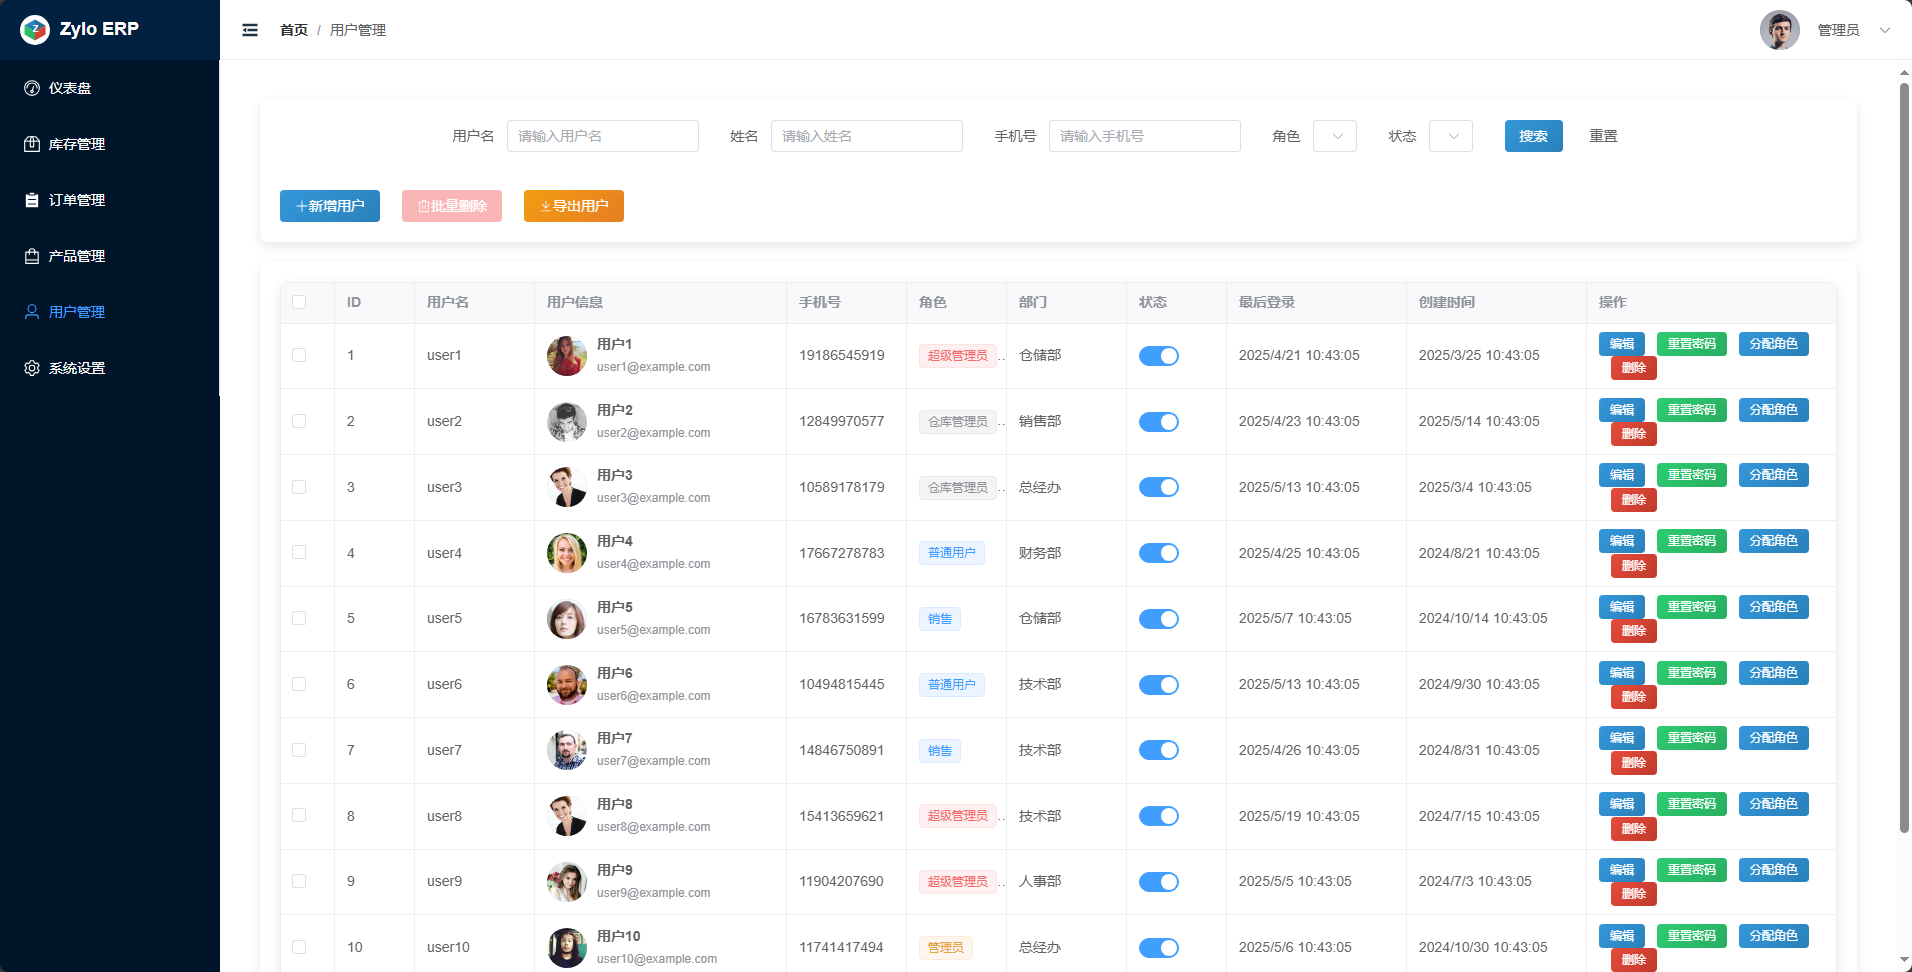 Zylo ERP
首页 / 用户管理
管理员
仪表盘
库存管理
订单管理
产品管理
用户管理
系统设置
用户名 请输入用户名 姓名 请输入姓名 手机号 请输入手机号 角色 状态 搜索 重置
新增用户 批量删除 导出用户
ID 用户名 用户信息 手机号 角色 部门 状态 最后登录 创建时间 操作
1 user1 用户1 user1@example.com 19186545919 超级管理员 .. 仓储部 2025/4/21 10:43:05 2025/3/25 10:43:05 编辑 重置密码 分配角色 删除
2 user2 用户2 user2@example.com 12849970577 仓库管理员 .. 销售部 2025/4/23 10:43:05 2025/5/14 10:43:05 编辑 重置密码 分配角色 删除
3 user3 用户3 user3@example.com 10589178179 仓库管理员 .. 总经办 2025/5/13 10:43:05 2025/3/4 10:43:05 编辑 重置密码 分配角色 删除
4 user4 用户4 user4@example.com 17667278783 普通用户 财务部 2025/4/25 10:43:05 2024/8/21 10:43:05 编辑 重置密码 分配角色 删除
5 user5 用户5 user5@example.com 16783631599 销售 仓储部 2025/5/7 10:43:05 2024/10/14 10:43:05 编辑 重置密码 分配角色 删除
6 user6 用户6 user6@example.com 10494815445 普通用户 技术部 2025/5/13 10:43:05 2024/9/30 10:43:05 编辑 重置密码 分配角色 删除
7 user7 用户7 user7@example.com 14846750891 销售 技术部 2025/4/26 10:43:05 2024/8/31 10:43:05 编辑 重置密码 分配角色 删除
8 user8 用户8 user8@example.com 15413659621 超级管理员 .. 技术部 2025/5/19 10:43:05 2024/7/15 10:43:05 编辑 重置密码 分配角色 删除
9 user9 用户9 user9@example.com 11904207690 超级管理员 .. 人事部 2025/5/5 10:43:05 2024/7/3 10:43:05 编辑 重置密码 分配角色 删除
10 user10 用户10 user10@example.com 11741417494 管理员 总经办 2025/5/6 10:43:05 2024/10/30 10:43:05 编辑 重置密码 分配角色 删除